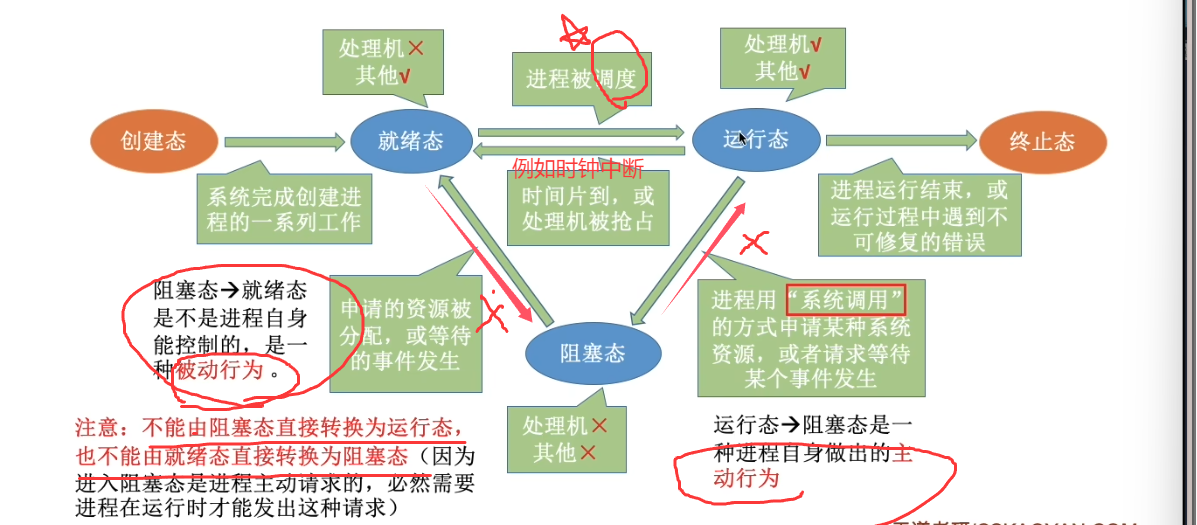 处理机×
其他√
进程被调度
处理机√
其他√
创建态
就绪态
运行态
终止态
例如时钟中断
系统完成创建进
程的一系列工作
时间片到，或
处理机被抢占
进程运行结束，或
运行过程中遇到不
可修复的错误
阻塞态→就绪态
是不是进程自身
能控制的，是一
种被动行为。
申请的资源被
分配，或等待
的事件发生
阻塞态
进程用“系统调用”
的方式申请某种系统
资源，或者请求等待
某个事件发生
处理机×
其他×
运行态→阻塞态是一
种进程自身做出的主
动行为
注意：不能由阻塞态直接转换为运行态，
也不能由就绪态直接转换为阻塞态（因为
进入阻塞态是进程主动请求的，必然需要
进程在运行时才能发出这种请求）